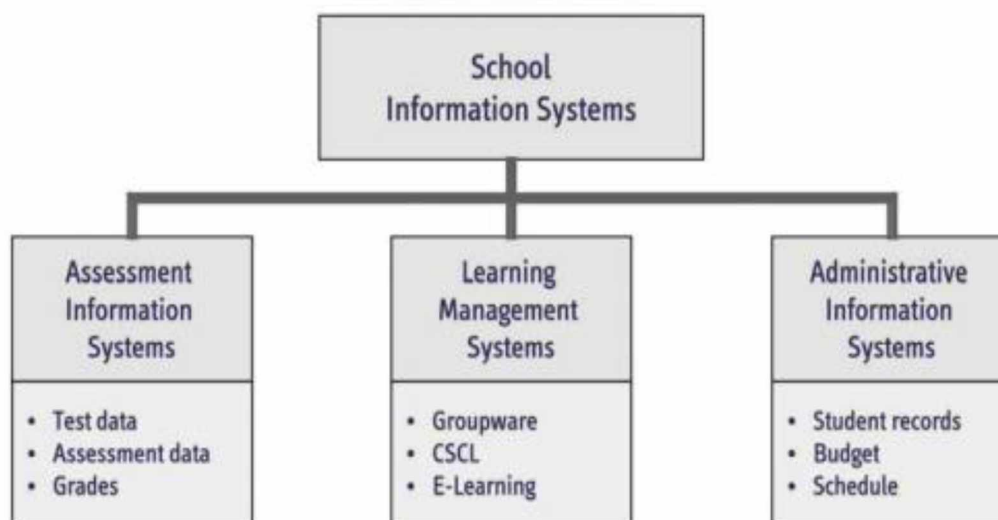 School
Information Systems
Assessment
Information
Systems
• Test data
• Assessment data
• Grades
Learning
Management
Systems
• Groupware
• CSCL
• E-Learning
Administrative
Information
Systems
• Student records
• Budget
• Schedule